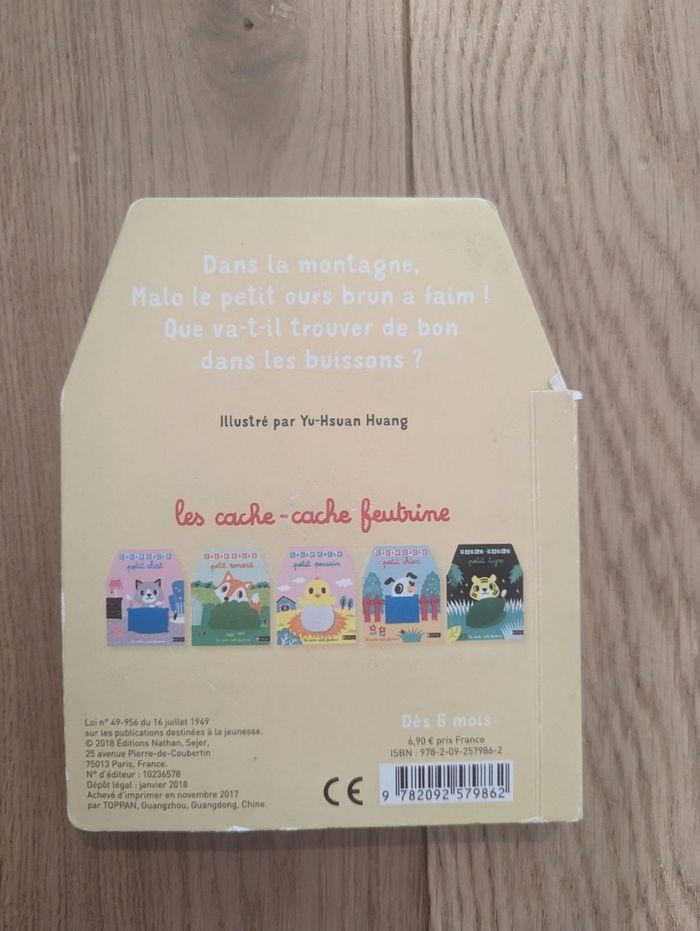 Dans la montagne,
Malo le petit ours brun a faim !
Que va-t-il trouver de bon
dans les buissons ?
Illustré par Yu-Hsuan Huang
les cache-cache feutrine
petit chat
petit renard
petit poussin
petit chien
CACHE-CACHE
petit tigre
Loi n° 49-956 du 16 juillet 1949
sur les publications destinées à la jeunesse.
© 2018 Éditions Nathan, Sejer,
25 avenue Pierre-de-Coubertin
75013 Paris, France.
N° d'éditeur : 10236578
Dépôt légal : janvier 2018
Achevé d'imprimer en novembre 2017
par TOPPAN, Guangzhou, Guangdong, Chine.
CE
Dès 6 mois
6,90 € prix France
ISBN : 978-2-09-257986-2
9 782092 579862